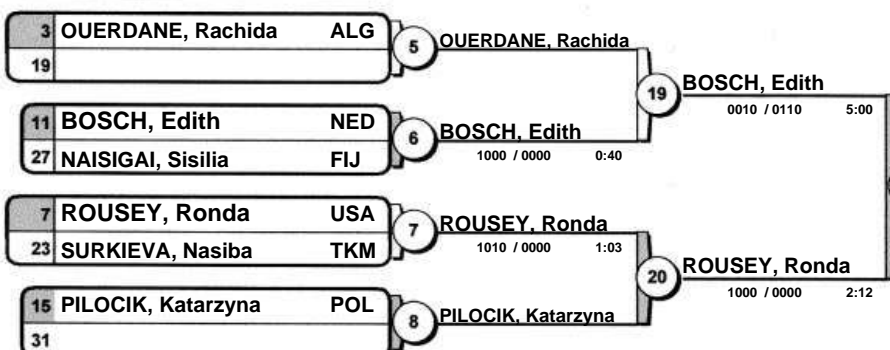 3 OUERDANE, Rachida ALG
19
5
OUERDANE, Rachida
11 BOSCH, Edith NED
27 NAISIGAI, Sisilia FIJ
6
BOSCH, Edith
1000 / 0000 0:40
19
BOSCH, Edith
0010 / 0110 5:00
7 ROUSEY, Ronda USA
23 SURKIEVA, Nasiba TKM
7
ROUSEY, Ronda
1010 / 0000 1:03
15 PILOCIK, Katarzyna POL
31
8
PILOCIK, Katarzyna
20
ROUSEY, Ronda
1000 / 0000 2:12